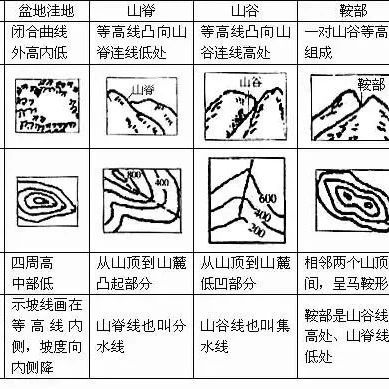 盆地洼地
山脊
山谷
鞍部
闭合曲线
外高内低
等高线凸向山
脊连线低处
等高线凸向山
谷连线高处
一对山谷等高
组成
山脊
山谷
鞍部
800
400
600
400
200
四周高
中部低
从山顶到山麓
凸起部分
从山顶到山麓
低凹部分
相邻两个山顶
间，呈马鞍形
示坡线画在
等高线内
侧，坡度向
内侧降
山脊线也叫分
水线
山谷线也叫集
水线
鞍部是山谷线
高处、山脊线
低处